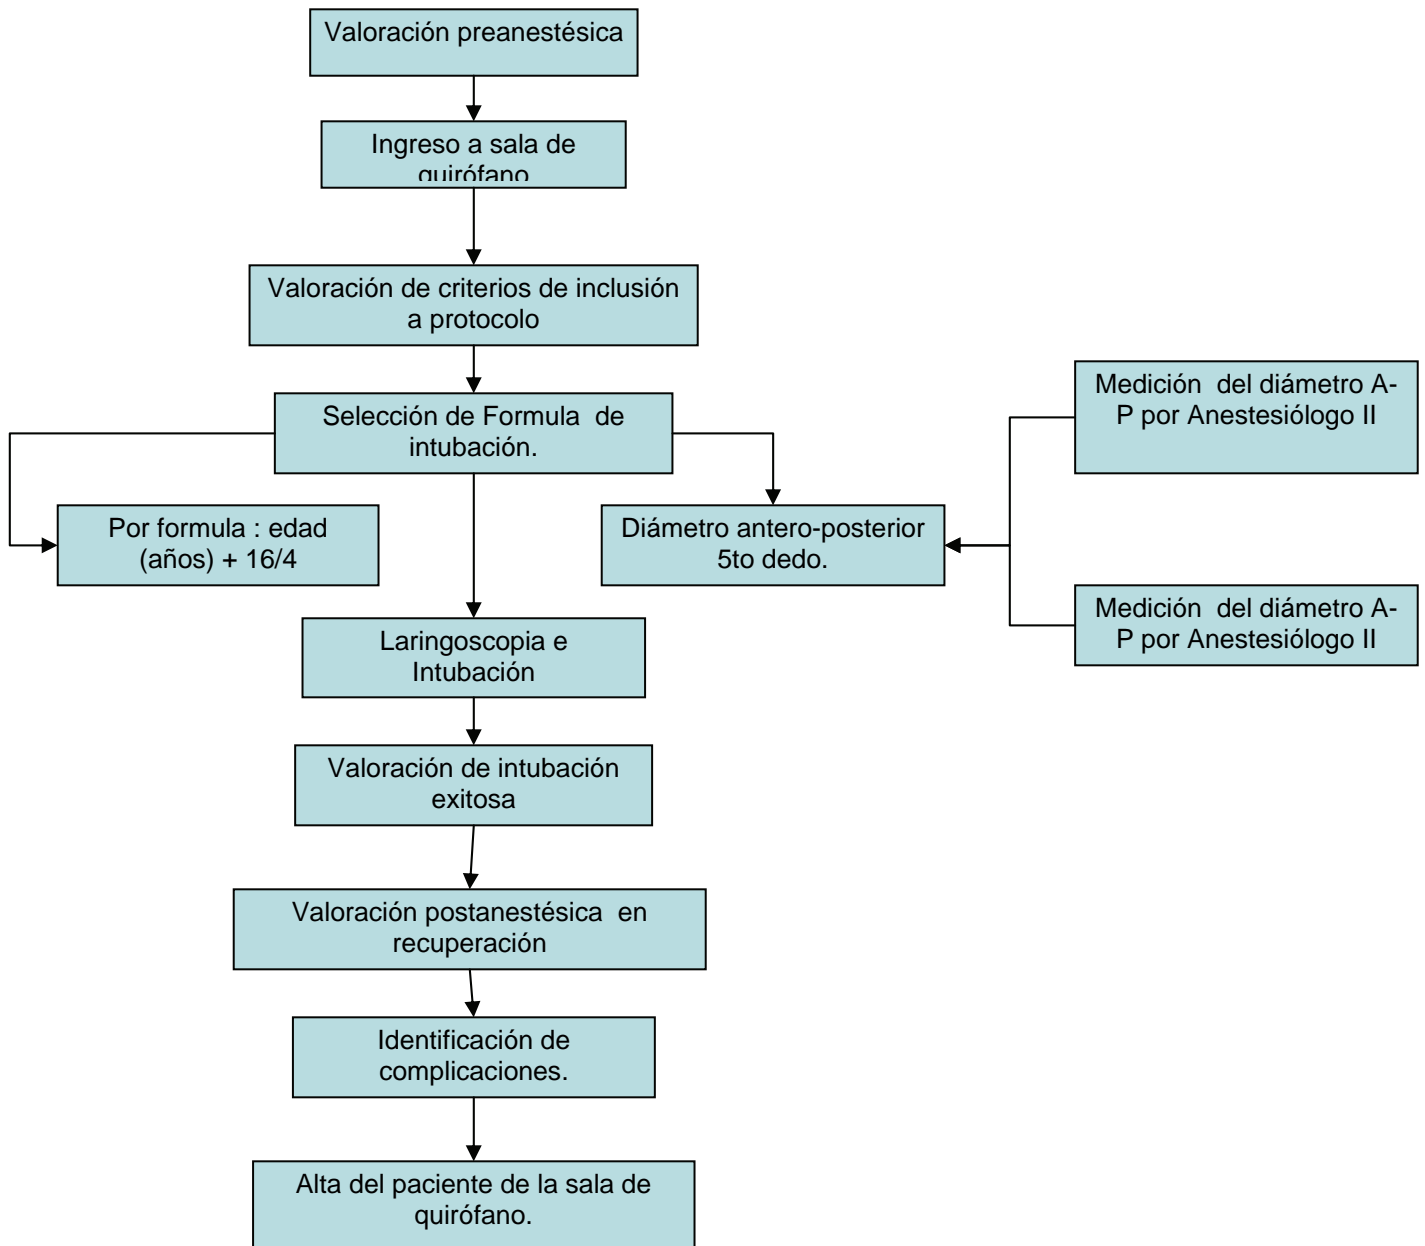 Valoración preanestésica
Ingreso a sala de
quirófano
Valoración de criterios de inclusión
a protocolo
Selección de Formula de
intubación.
Por formula : edad
(años) + 16/4
Diámetro antero-posterior
5to dedo.
Medición del diámetro A-
P por Anestesiólogo II
Medición del diámetro A-
P por Anestesiólogo II
Laringoscopia e
Intubación
Valoración de intubación
exitosa
Valoración postanestésica en
recuperación
Identificación de
complicaciones.
Alta del paciente de la sala de
quirófano.